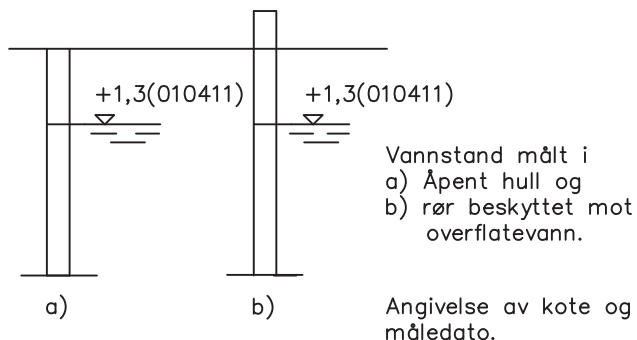 +1,3(010411) +1,3(010411)
Vannstand målt i
a) Åpent hull og
b) rør beskyttet mot
overflatevann.
a) b)
Angivelse av kote og
måledato.